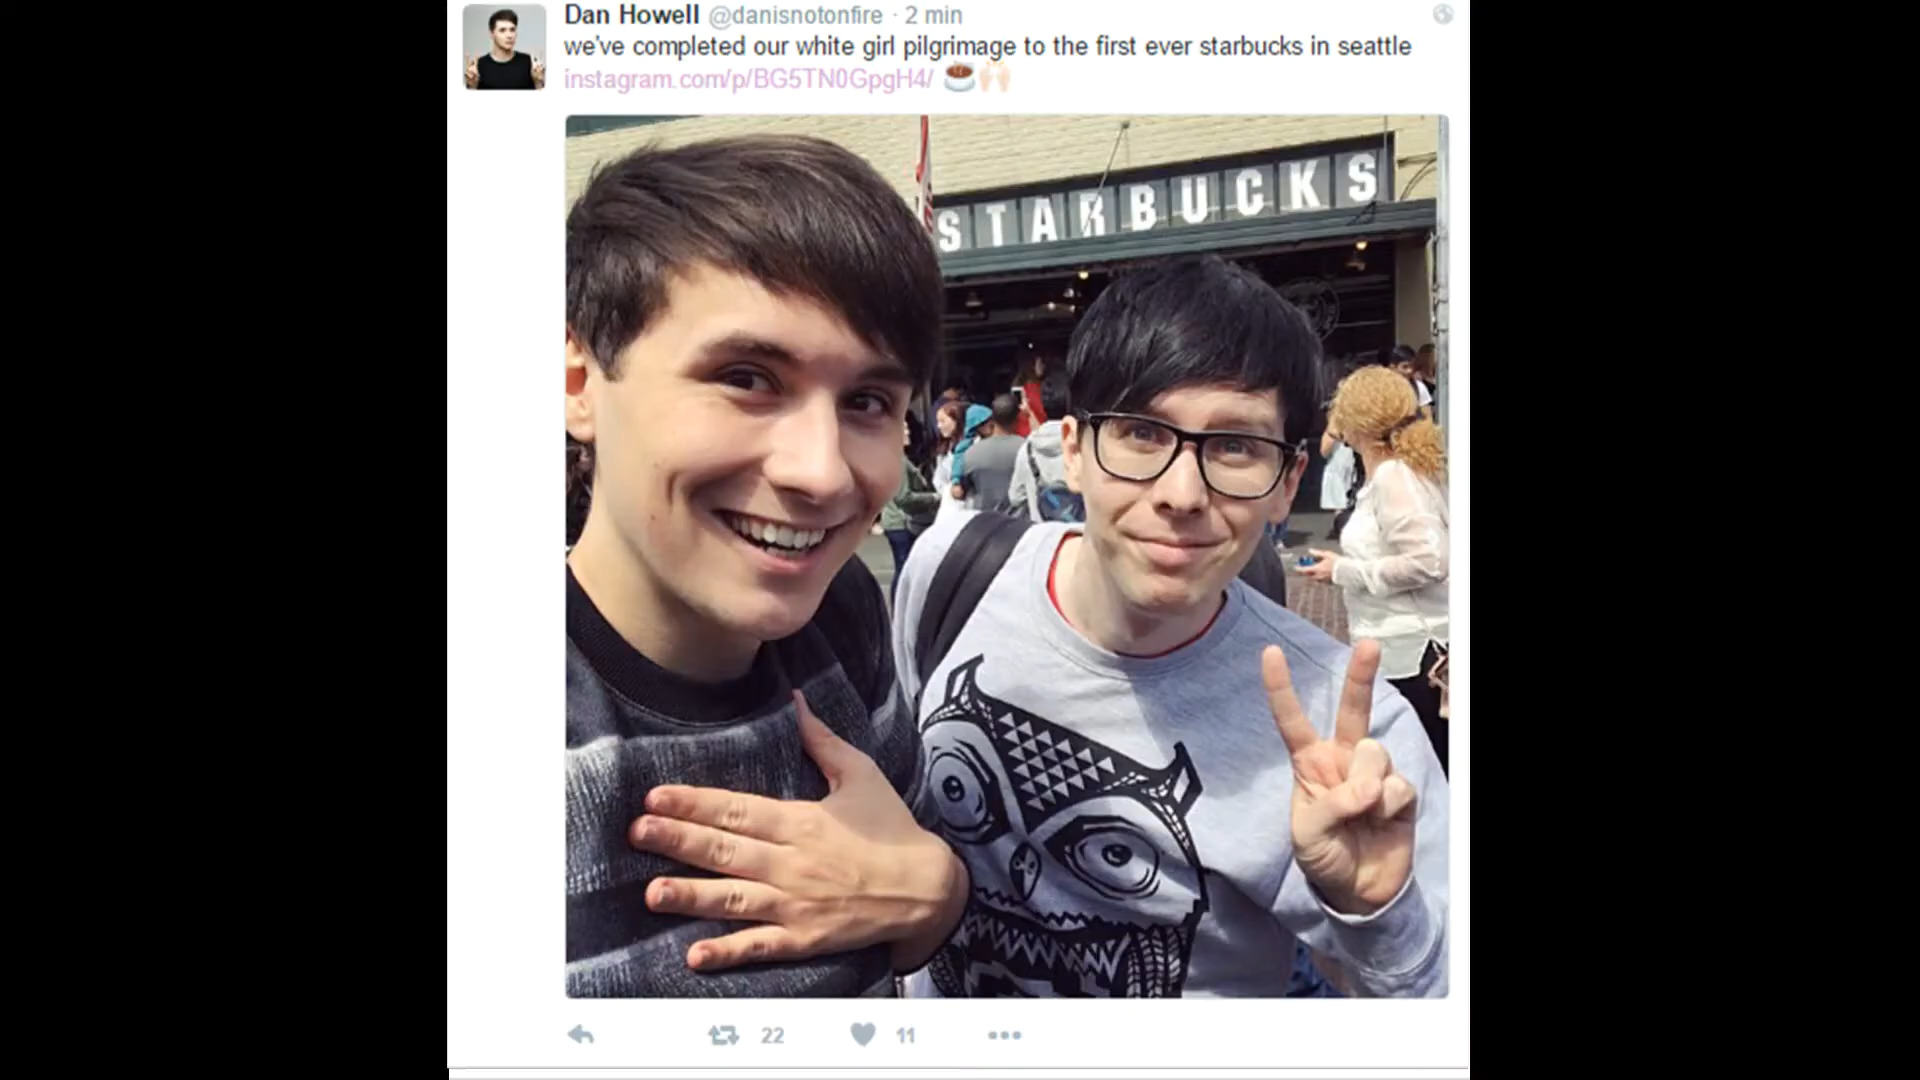 Dan Howell @danisnotonfire · 2 min
we've completed our white girl pilgrimage to the first ever starbucks in seattle
instagram.com/p/BG5TN0GpgH4/ ☕🙌🏻
STARBUCKS
22 11